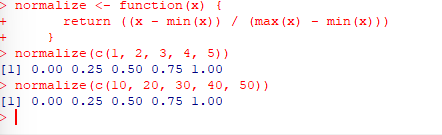 > normalize <- function(x) {
+       return ((x - min(x)) / (max(x) - min(x)))
+     }
> normalize(c(1, 2, 3, 4, 5))
[1] 0.00 0.25 0.50 0.75 1.00
> normalize(c(10, 20, 30, 40, 50))
[1] 0.00 0.25 0.50 0.75 1.00
>